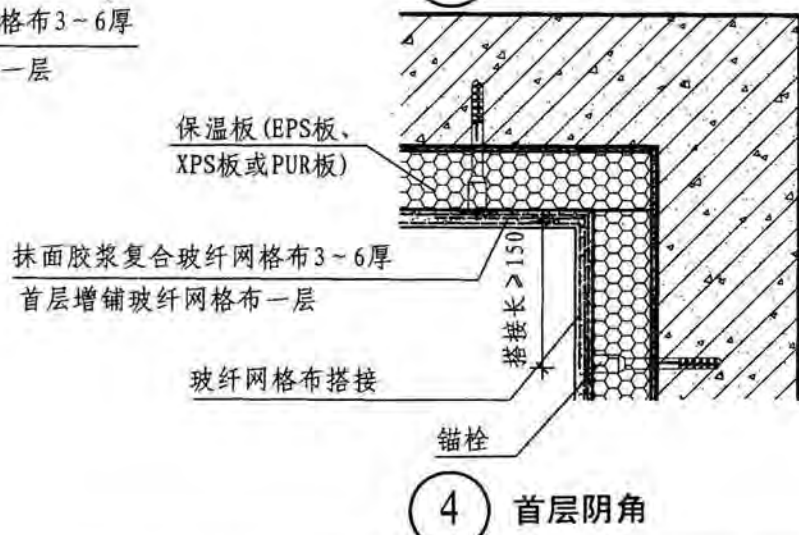 格布3~6厚
一层
保温板(EPS板、
XPS板或PUR板)
抹面胶浆复合玻纤网格布3~6厚
首层增铺玻纤网格布一层
搭接长≥150
玻纤网格布搭接
锚栓
4 首层阴角